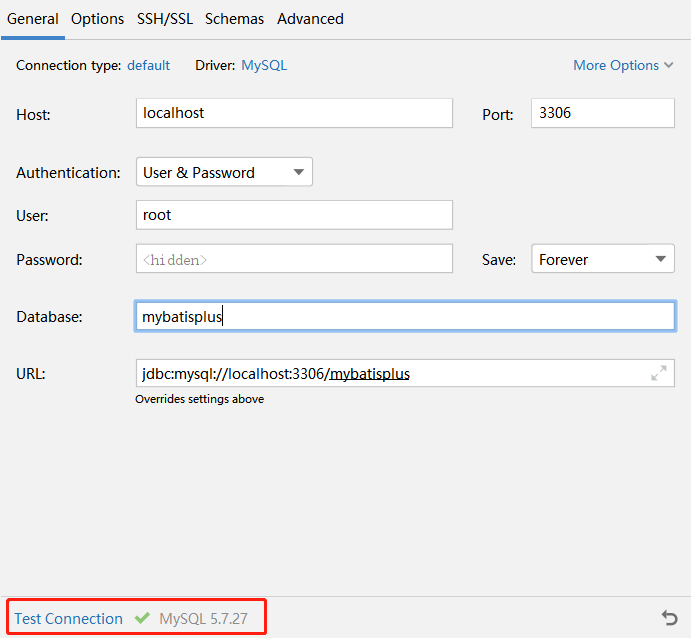 General Options SSH/SSL Schemas Advanced
Connection type: default Driver: MySQL More Options
Host: localhost Port: 3306
Authentication: User & Password
User: root
Password: <hidden> Save: Forever
Database: mybatisplus
URL: jdbc:mysql://localhost:3306/mybatisplus
Overrides settings above
Test Connection MySQL 5.7.27